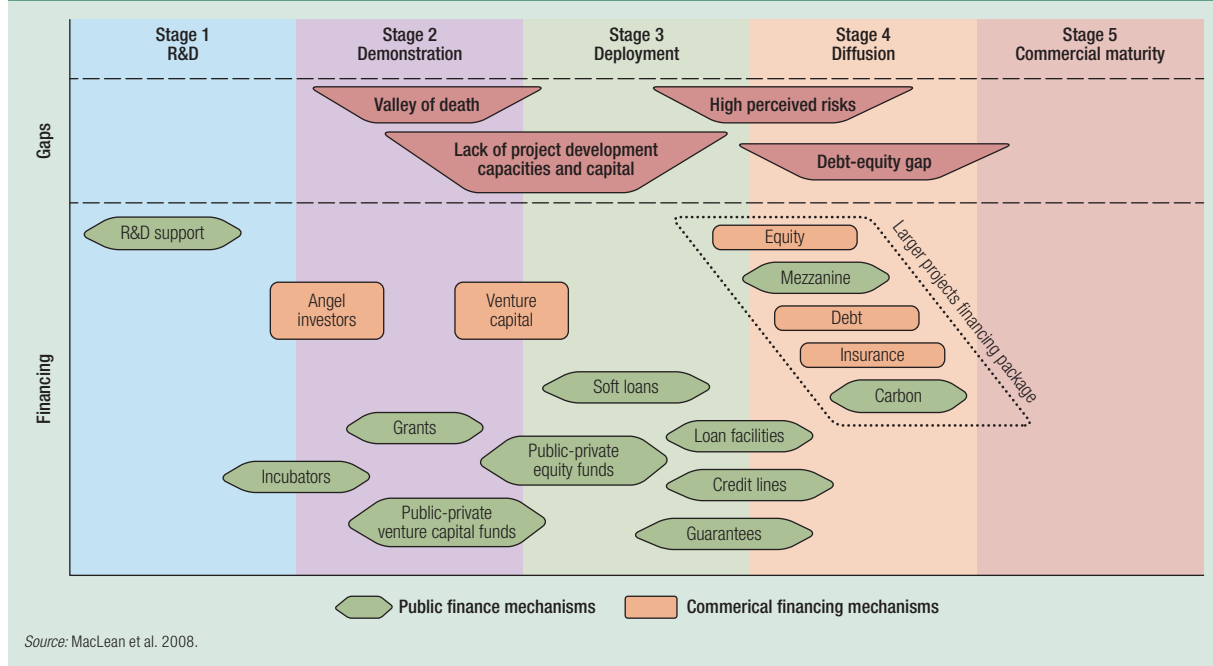 Stage 1
R&D
Stage 2
Demonstration
Stage 3
Deployment
Stage 4
Diffusion
Stage 5
Commercial maturity
Gaps
Valley of death
High perceived risks
Lack of project development
capacities and capital
Debt-equity gap
Financing
R&D support
Equity
Mezzanine
Angel
investors
Venture
capital
Debt
Insurance
Soft loans
Carbon
Larger projects financing package
Grants
Loan facilities
Public-private
equity funds
Incubators
Credit lines
Public-private
venture capital funds
Guarantees
Public finance mechanisms
Commerical financing mechanisms
Source: MacLean et al. 2008.